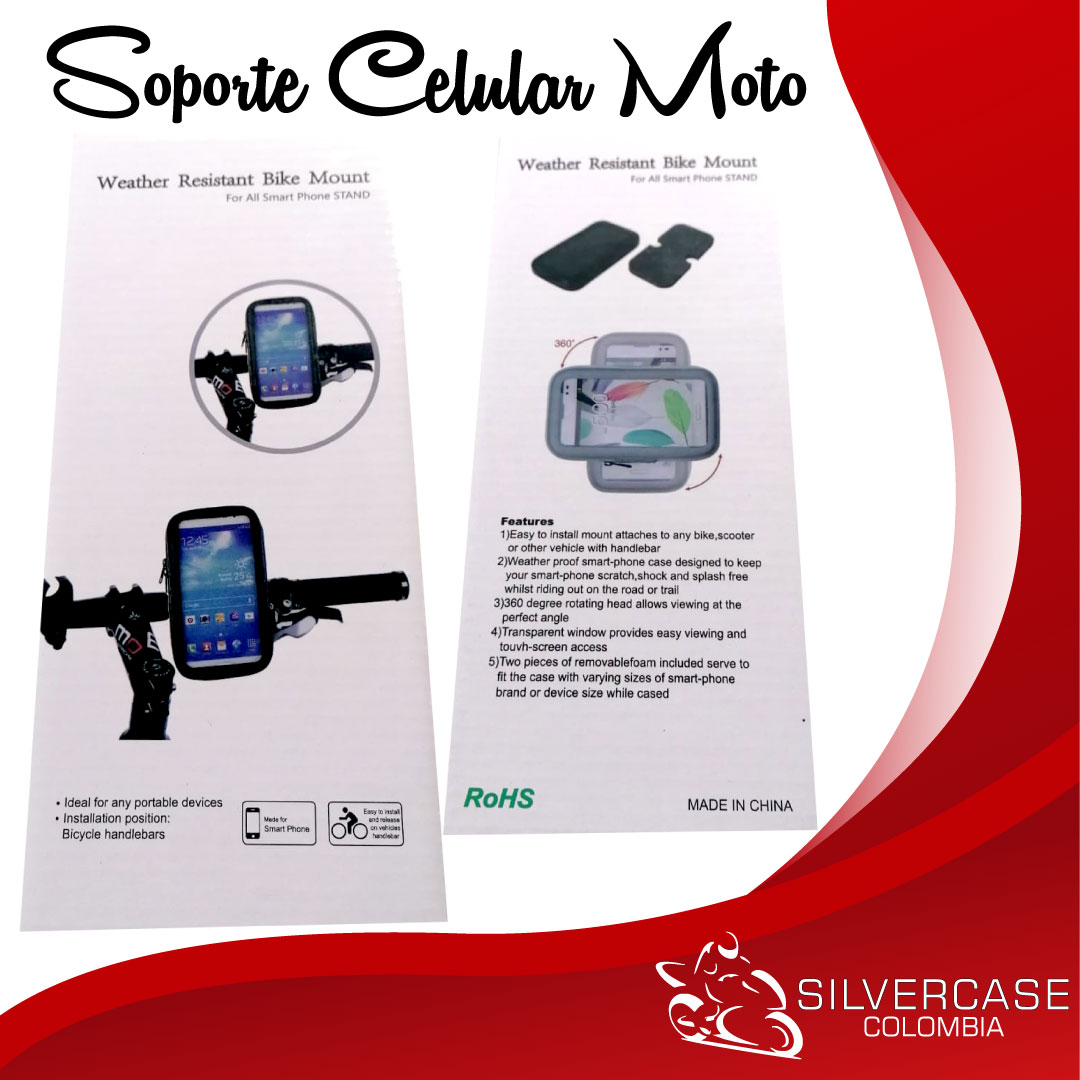 Soporte Celular Moto
Weather Resistant Bike Mount
For All Smart Phone STAND
12:45
• Ideal for any portable devices
• Installation position:
Bicycle handlebars
Made for
Smart Phone
Easy to install
and release
on vehicles
handlebar
Weather Resistant Bike Mount
For All Smart Phone STAND
360°
Features
1)Easy to install mount attaches to any bike,scooter
or other vehicle with handlebar
2)Weather proof smart-phone case designed to keep
your smart-phone scratch,shock and splash free
whilst riding out on the road or trail
3)360 degree rotating head allows viewing at the
perfect angle
4)Transparent window provides easy viewing and
touvh-screen access
5)Two pieces of removablefoam included serve to
fit the case with varying sizes of smart-phone
brand or device size while cased
RoHS
MADE IN CHINA
SILVERCASE
COLOMBIA